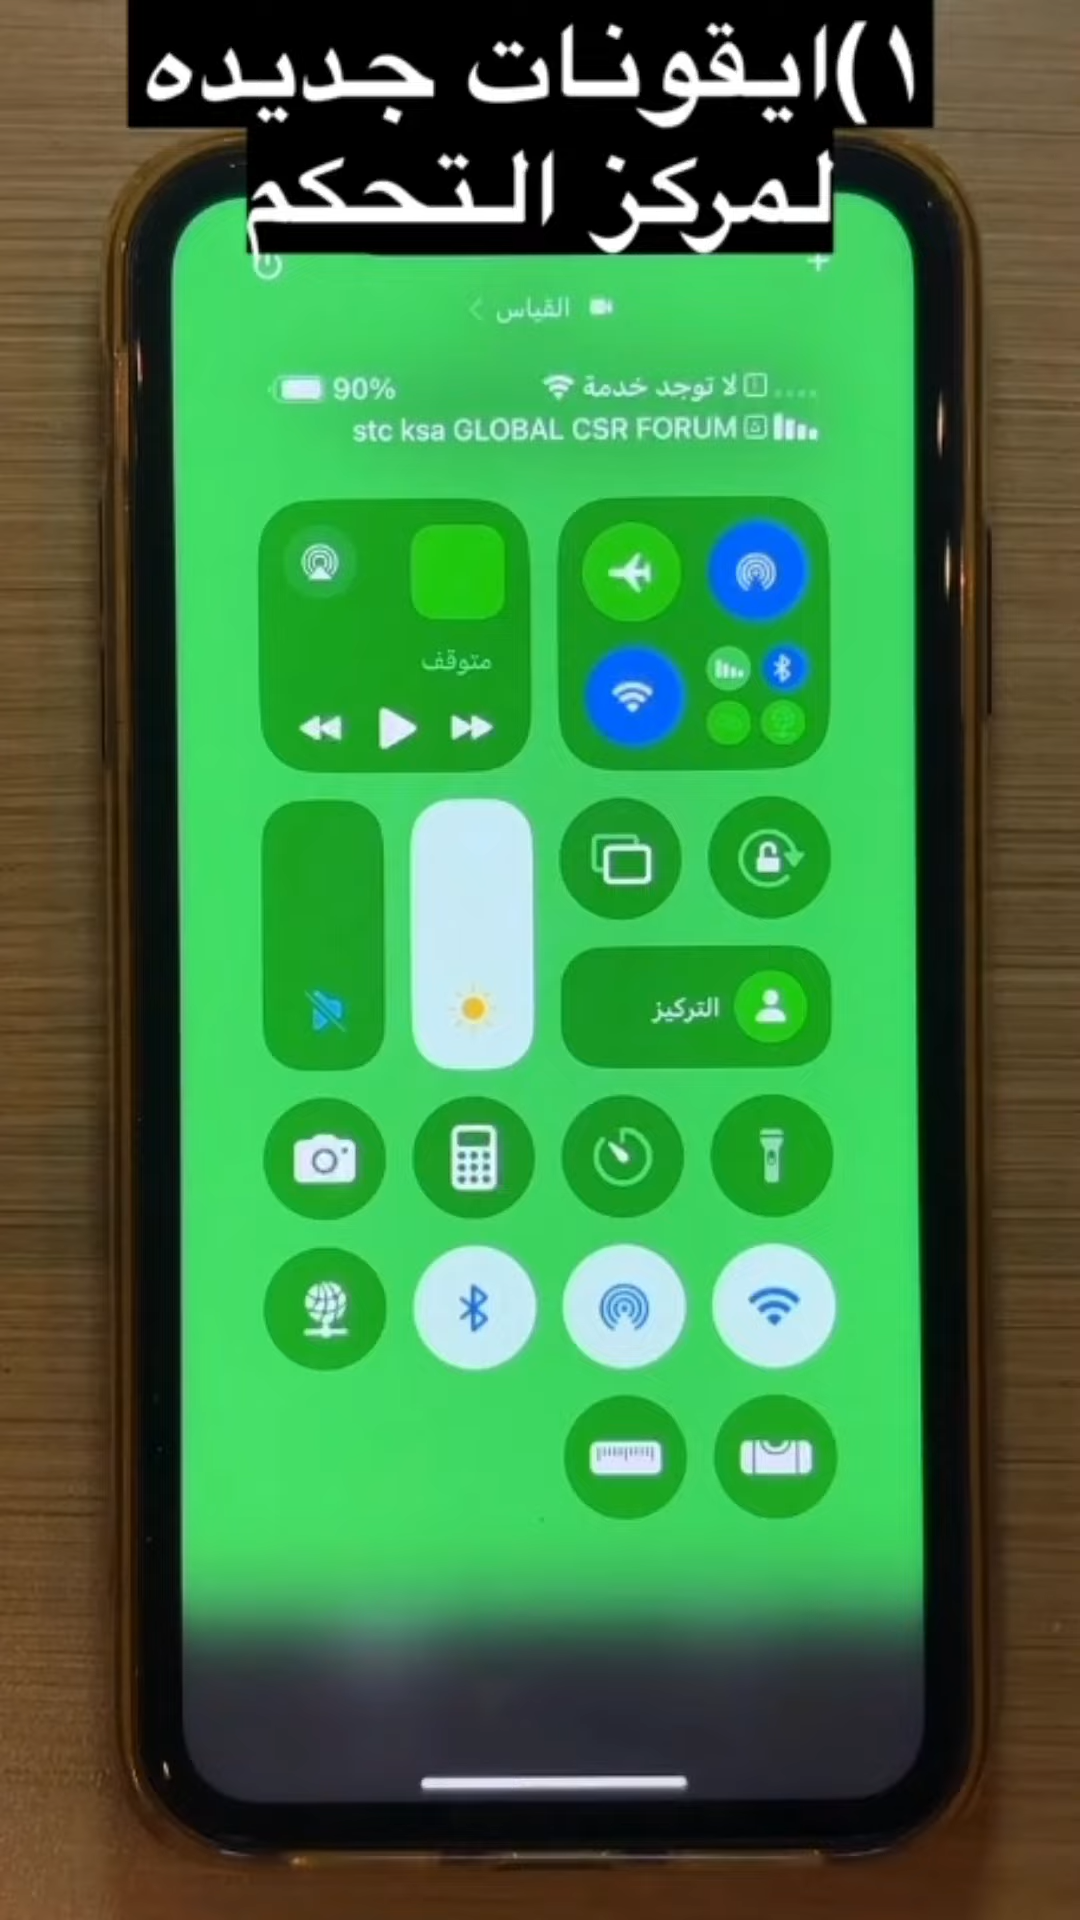 ١) ايقونات جديده
لمركز التحكم
القياس
لا توجد خدمة 90%
stc ksa GLOBAL CSR FORUM
متوقف
التركيز